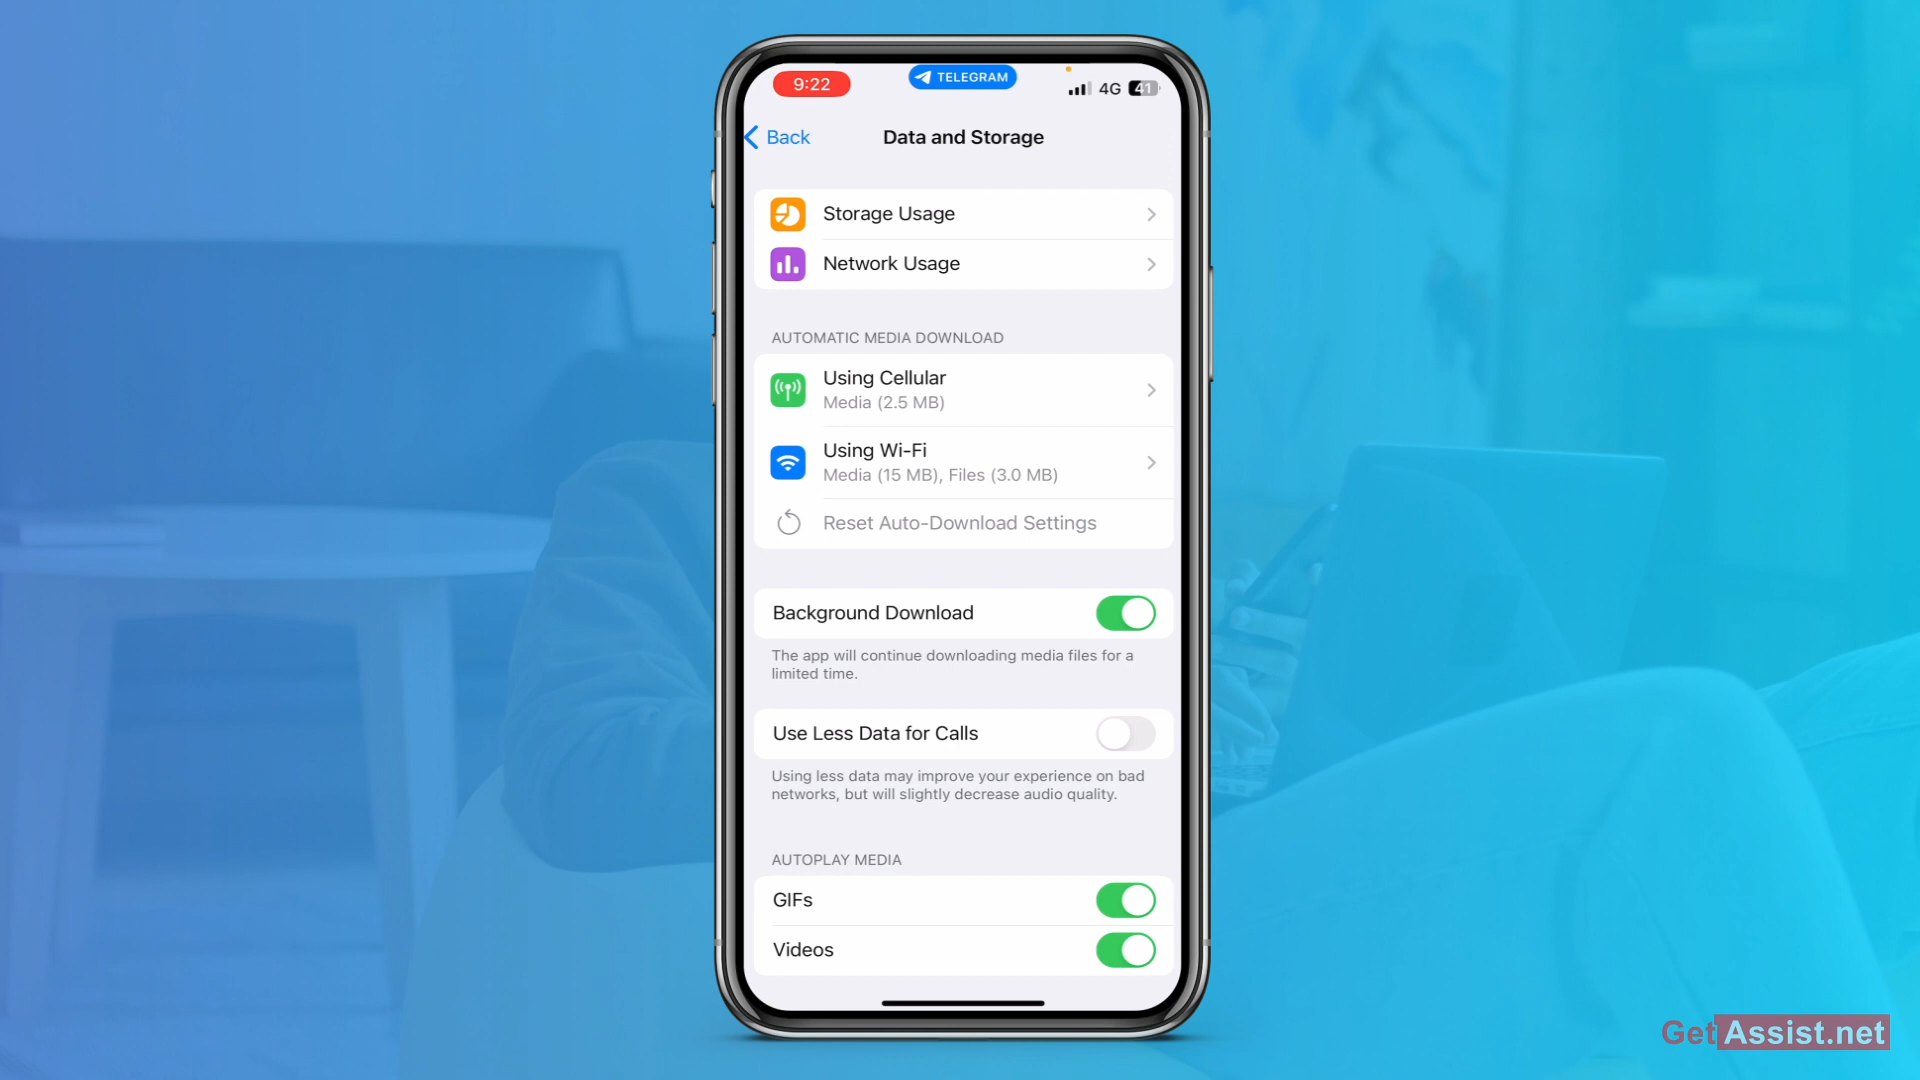 9:22
TELEGRAM
4G
41
Back
Data and Storage
Storage Usage
Network Usage
AUTOMATIC MEDIA DOWNLOAD
Using Cellular
Media (2.5 MB)
Using Wi-Fi
Media (15 MB), Files (3.0 MB)
Reset Auto-Download Settings
Background Download
The app will continue downloading media files for a
limited time.
Use Less Data for Calls
Using less data may improve your experience on bad
networks, but will slightly decrease audio quality.
AUTOPLAY MEDIA
GIFs
Videos
GetAssist.net